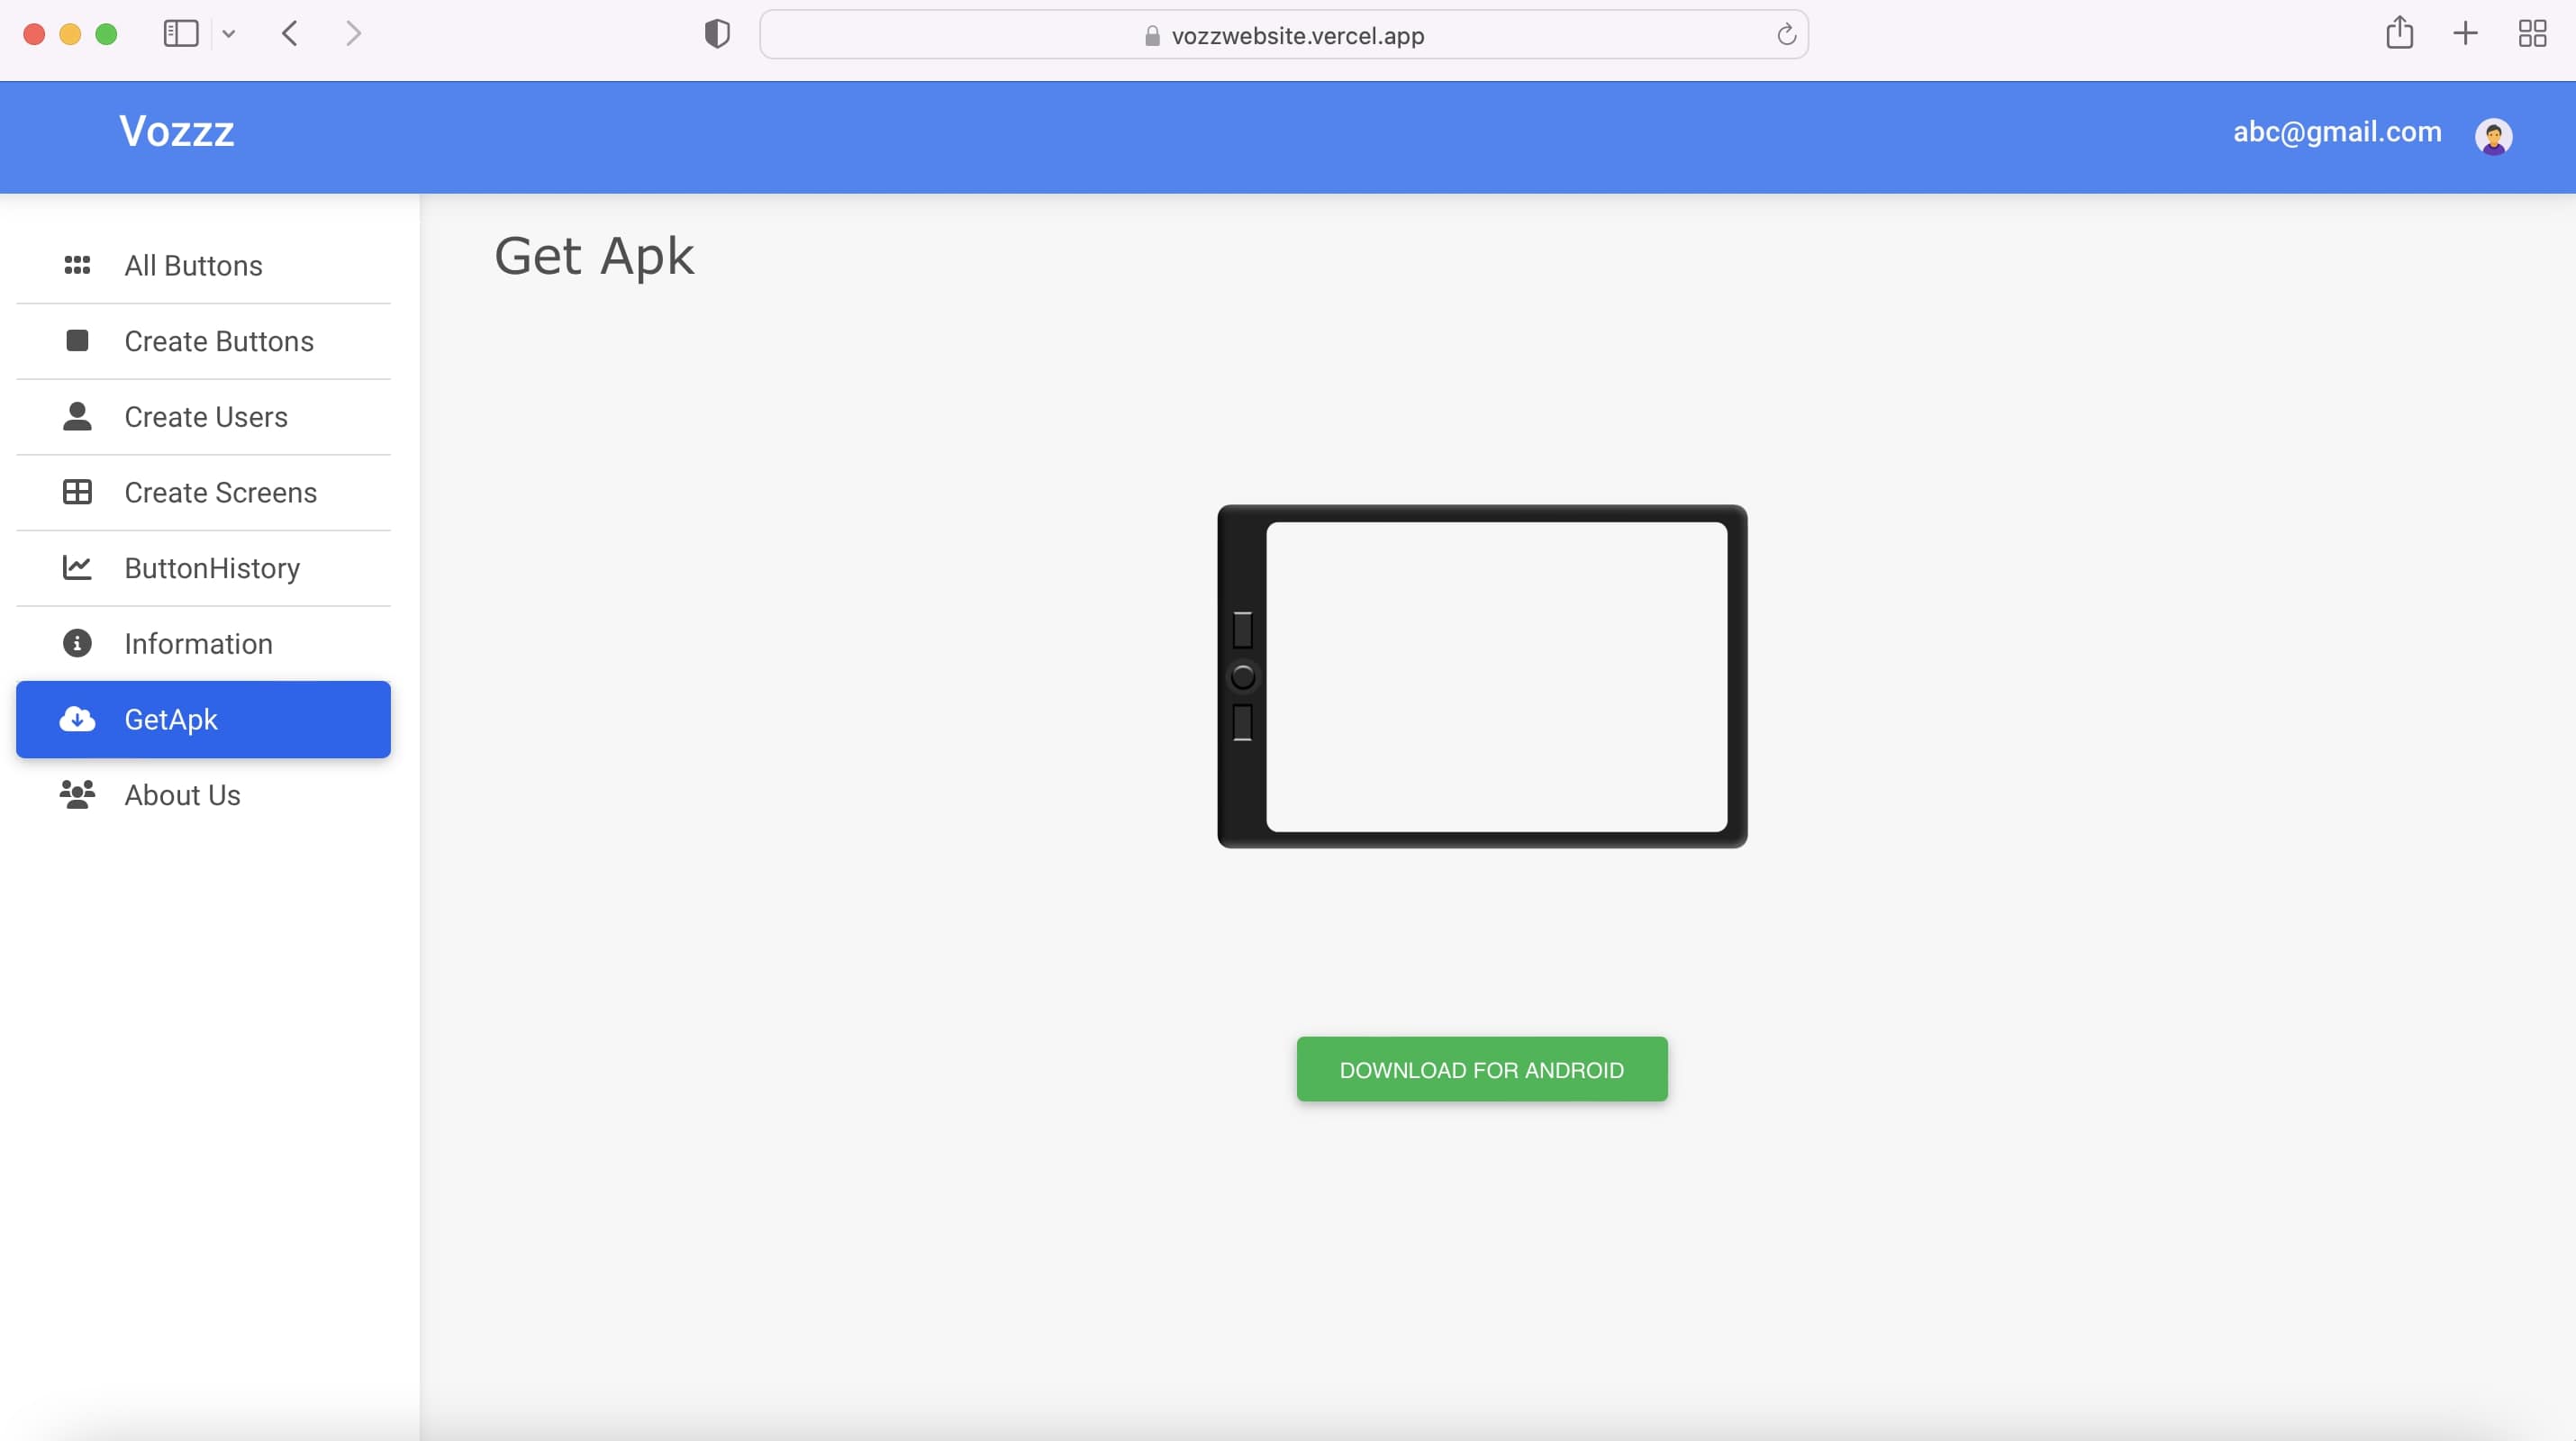 vozzwebsite.vercel.app
Vozzz
abc@gmail.com
All Buttons
Create Buttons
Create Users
Create Screens
ButtonHistory
Information
GetApk
About Us
Get Apk
DOWNLOAD FOR ANDROID